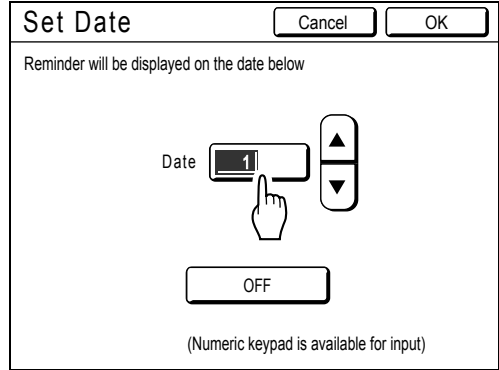 Set Date Cancel OK
Reminder will be displayed on the date below
Date 1 ▲
▼
OFF
(Numeric keypad is available for input)